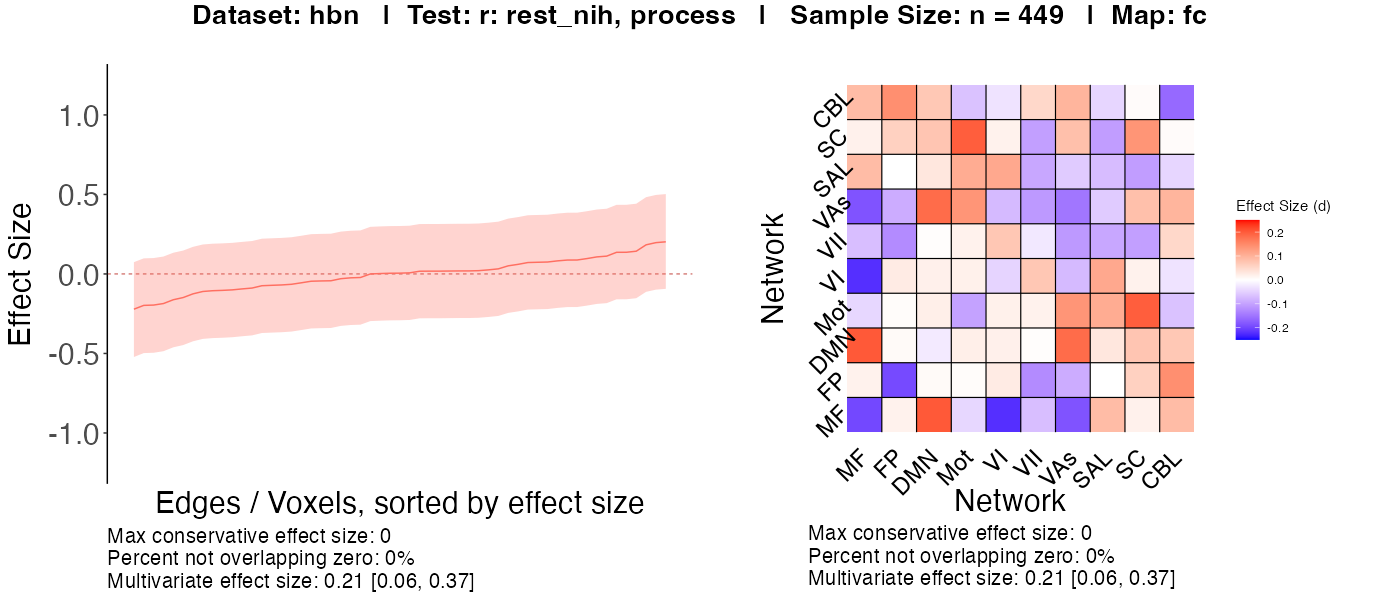 Dataset: hbn | Test: r: rest_nih, process | Sample Size: n = 449 | Map: fc
Effect Size
1.0
0.5
0.0
-0.5
-1.0
Edges / Voxels, sorted by effect size
Max conservative effect size: 0
Percent not overlapping zero: 0%
Multivariate effect size: 0.21 [0.06, 0.37]
Network
CBL
SC
SAL
VAs
VII
VI
Mot
DMN
FP
MF
MF FP DMN Mot VI VII VAs SAL SC CBL
Network
Max conservative effect size: 0
Percent not overlapping zero: 0%
Multivariate effect size: 0.21 [0.06, 0.37]
Effect Size (d)
0.2
0.1
0.0
-0.1
-0.2